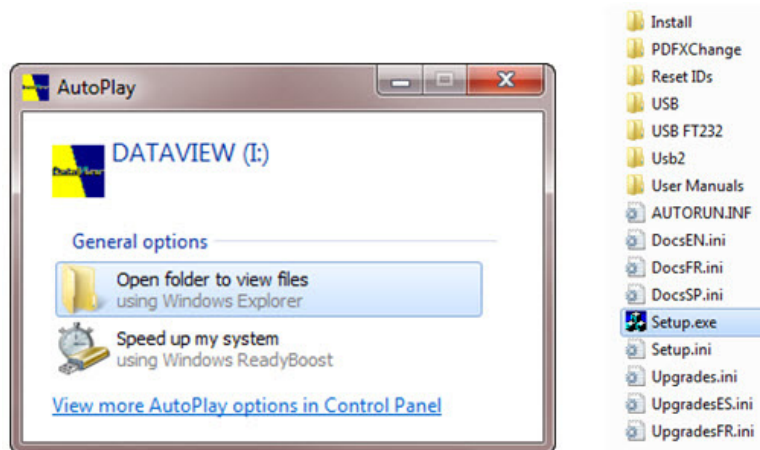 AutoPlay
DATAVIEW (I:)
DataView
General options
Open folder to view files
using Windows Explorer
Speed up my system
using Windows ReadyBoost
View more AutoPlay options in Control Panel
Install
PDFXChange
Reset IDs
USB
USB FT232
Usb2
User Manuals
AUTORUN.INF
DocsEN.ini
DocsFR.ini
DocsSP.ini
Setup.exe
Setup.ini
Upgrades.ini
UpgradesES.ini
UpgradesFR.ini